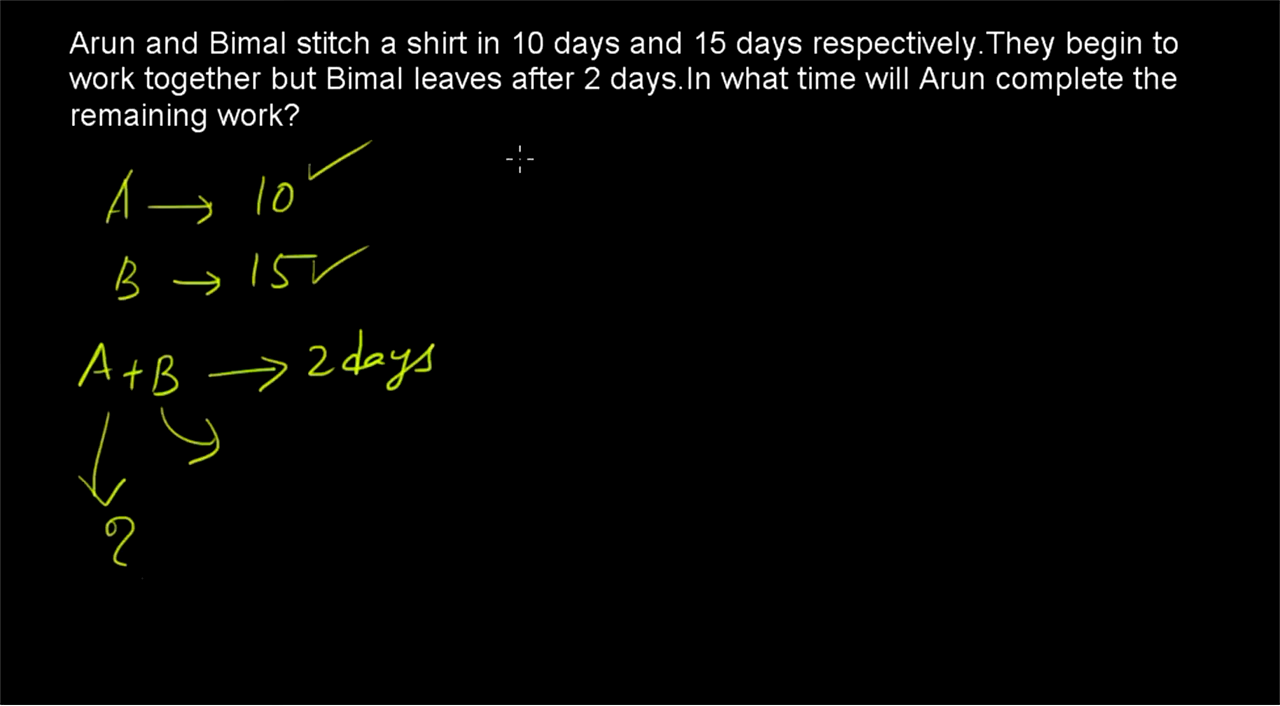 Arun and Bimal stitch a shirt in 10 days and 15 days respectively.They begin to
work together but Bimal leaves after 2 days.In what time will Arun complete the
remaining work?
A → 10 ✓
B → 15 ✓
A+B → 2 days
?